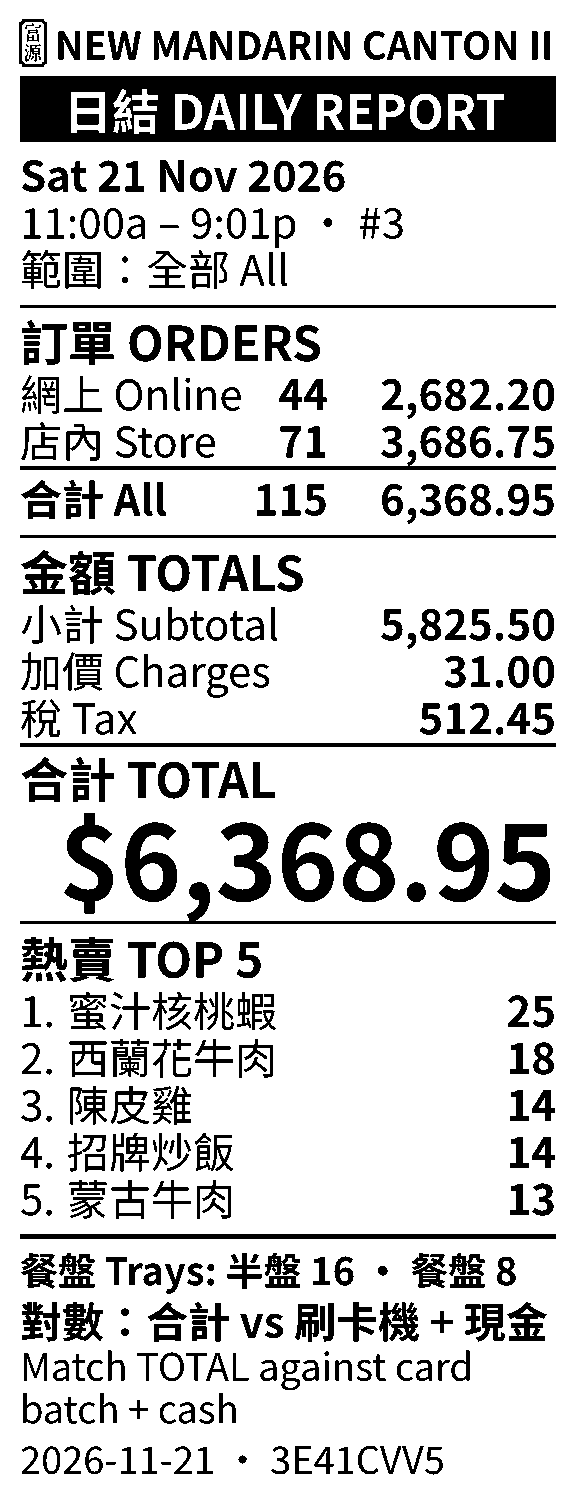 富源 NEW MANDARIN CANTON II
日結 DAILY REPORT
Sat 21 Nov 2026
11:00a – 9:01p • #3
範圍：全部 All
訂單 ORDERS
網上 Online 44 2,682.20
店內 Store 71 3,686.75
合計 All 115 6,368.95
金額 TOTALS
小計 Subtotal 5,825.50
加價 Charges 31.00
稅 Tax 512.45
合計 TOTAL
$6,368.95
熱賣 TOP 5
1. 蜜汁核桃蝦 25
2. 西蘭花牛肉 18
3. 陳皮雞 14
4. 招牌炒飯 14
5. 蒙古牛肉 13
餐盤 Trays: 半盤 16 • 餐盤 8
對數：合計 vs 刷卡機 + 現金
Match TOTAL against card
batch + cash
2026-11-21 • 3E41CVV5